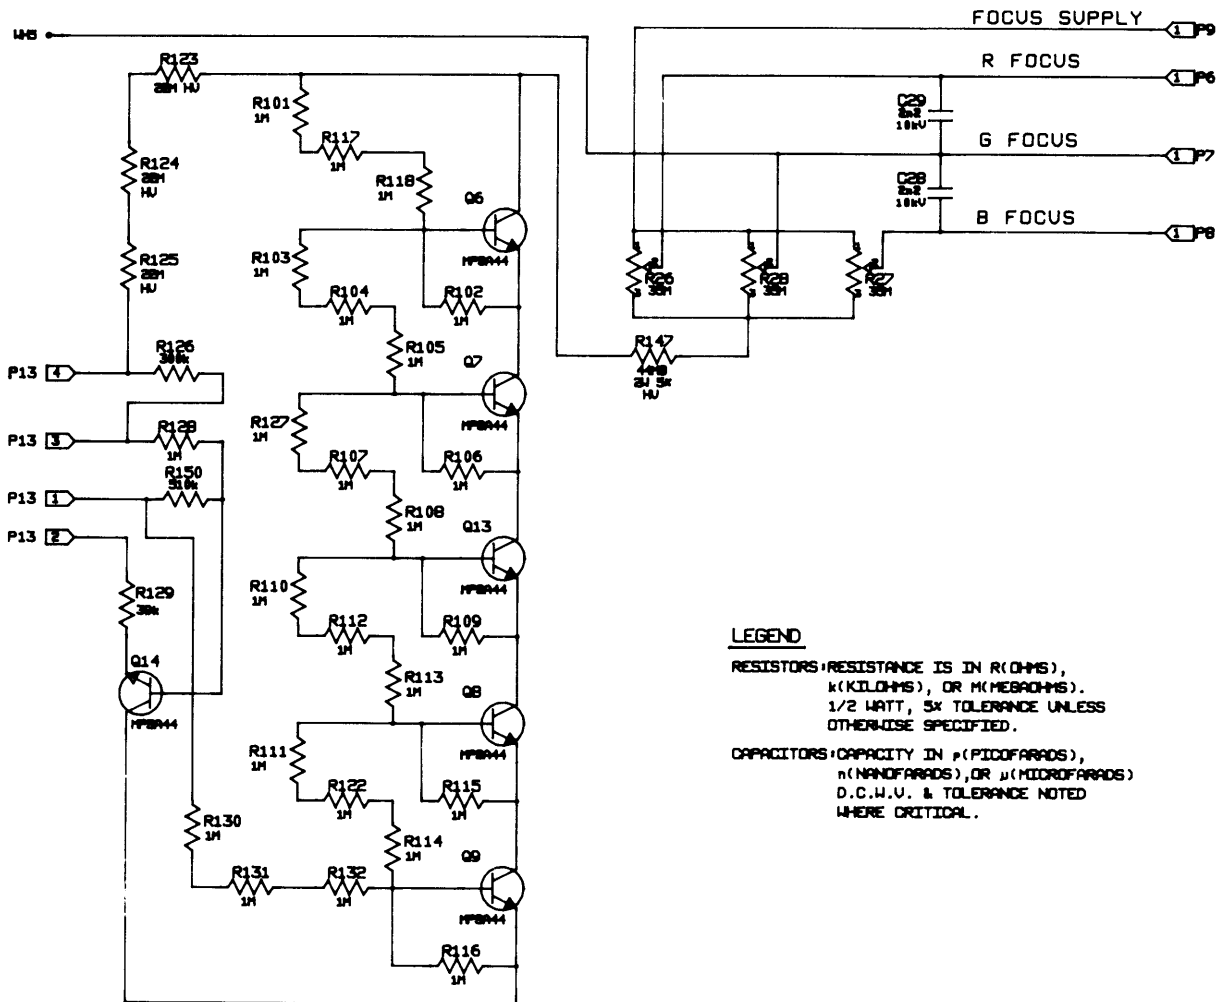 FOCUS SUPPLY
1 P9
WH5
R FOCUS
1 P6
R123
20M HV
R101
1M
C29
2n2
10kV
R117
1M
G FOCUS
1 P7
R124
20M
HV
R118
1M
C28
2n2
10kV
Q6
B FOCUS
1 P8
R125
20M
HV
R103
1M
MPSA44
R104
1M
R102
1M
R26
R28
R27
R105
1M
R147
2W 5%
HV
Q7
R126
P13 4
MPSA44
R127
1M
P13 3
R128
1M
R107
1M
R106
1M
R150
510k
P13 1
R108
1M
P13 2
Q13
R129
MPSA44
R110
1M
R112
1M
R109
1M
Q14
MPSA44
R113
1M
Q8
MPSA44
R111
1M
R122
1M
R115
1M
R130
1M
R114
1M
Q9
R131
1M
R132
1M
MPSA44
R116
1M
LEGEND
RESISTORS:RESISTANCE IS IN R(OHMS),
k(KILOHMS), OR M(MEGAOHMS).
1/2 WATT, 5% TOLERANCE UNLESS
OTHERWISE SPECIFIED.
CAPACITORS:CAPACITY IN p(PICOFARADS),
n(NANOFARADS),OR µ(MICROFARADS)
D.C.W.V. & TOLERANCE NOTED
WHERE CRITICAL.